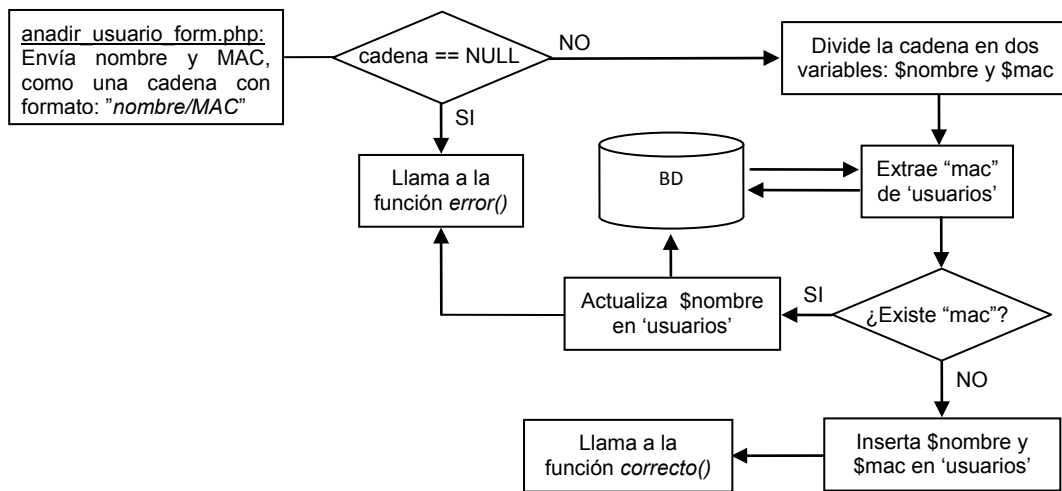 anadir_usuario_form.php:
Envía nombre y MAC,
como una cadena con
formato: "nombre/MAC"
cadena == NULL
NO
Divide la cadena en dos
variables: $nombre y $mac
SI
Llama a la
función error()
BD
Extrae “mac”
de ‘usuarios’
Actualiza $nombre
en ‘usuarios’
SI
¿Existe “mac”?
NO
Llama a la
función correcto()
Inserta $nombre y
$mac en ‘usuarios’